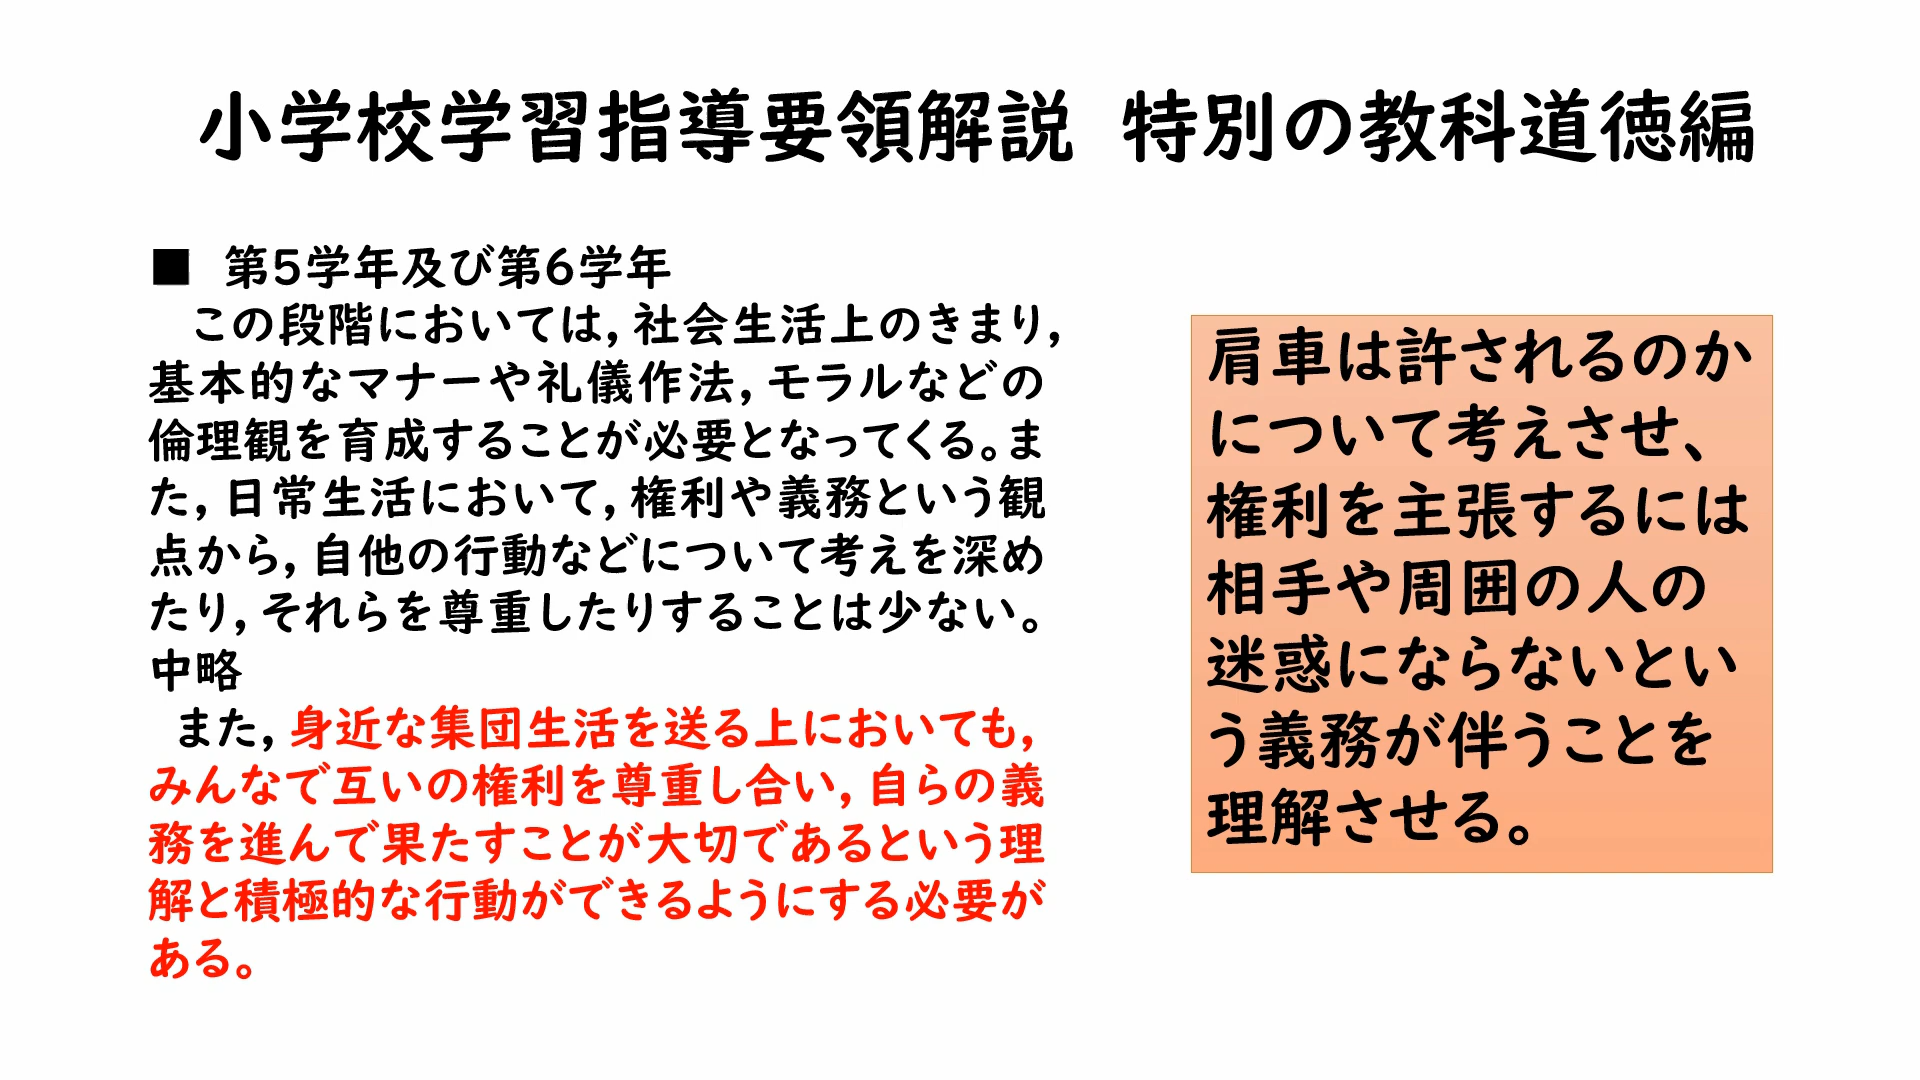 小学校学習指導要領解説 特別の教科道徳編
■ 第5学年及び第6学年
この段階においては,社会生活上のきまり,
基本的なマナーや礼儀作法,モラルなどの
倫理観を育成することが必要となってくる。ま
た,日常生活において,権利や義務という観
点から,自他の行動などについて考えを深め
たり,それらを尊重したりすることは少ない。
中略
また,身近な集団生活を送る上においても,
みんなで互いの権利を尊重し合い,自らの義
務を進んで果たすことが大切であるという理
解と積極的な行動ができるようにする必要が
ある。
肩車は許されるのか
について考えさせ、
権利を主張するには
相手や周囲の人の
迷惑にならないとい
う義務が伴うことを
理解させる。